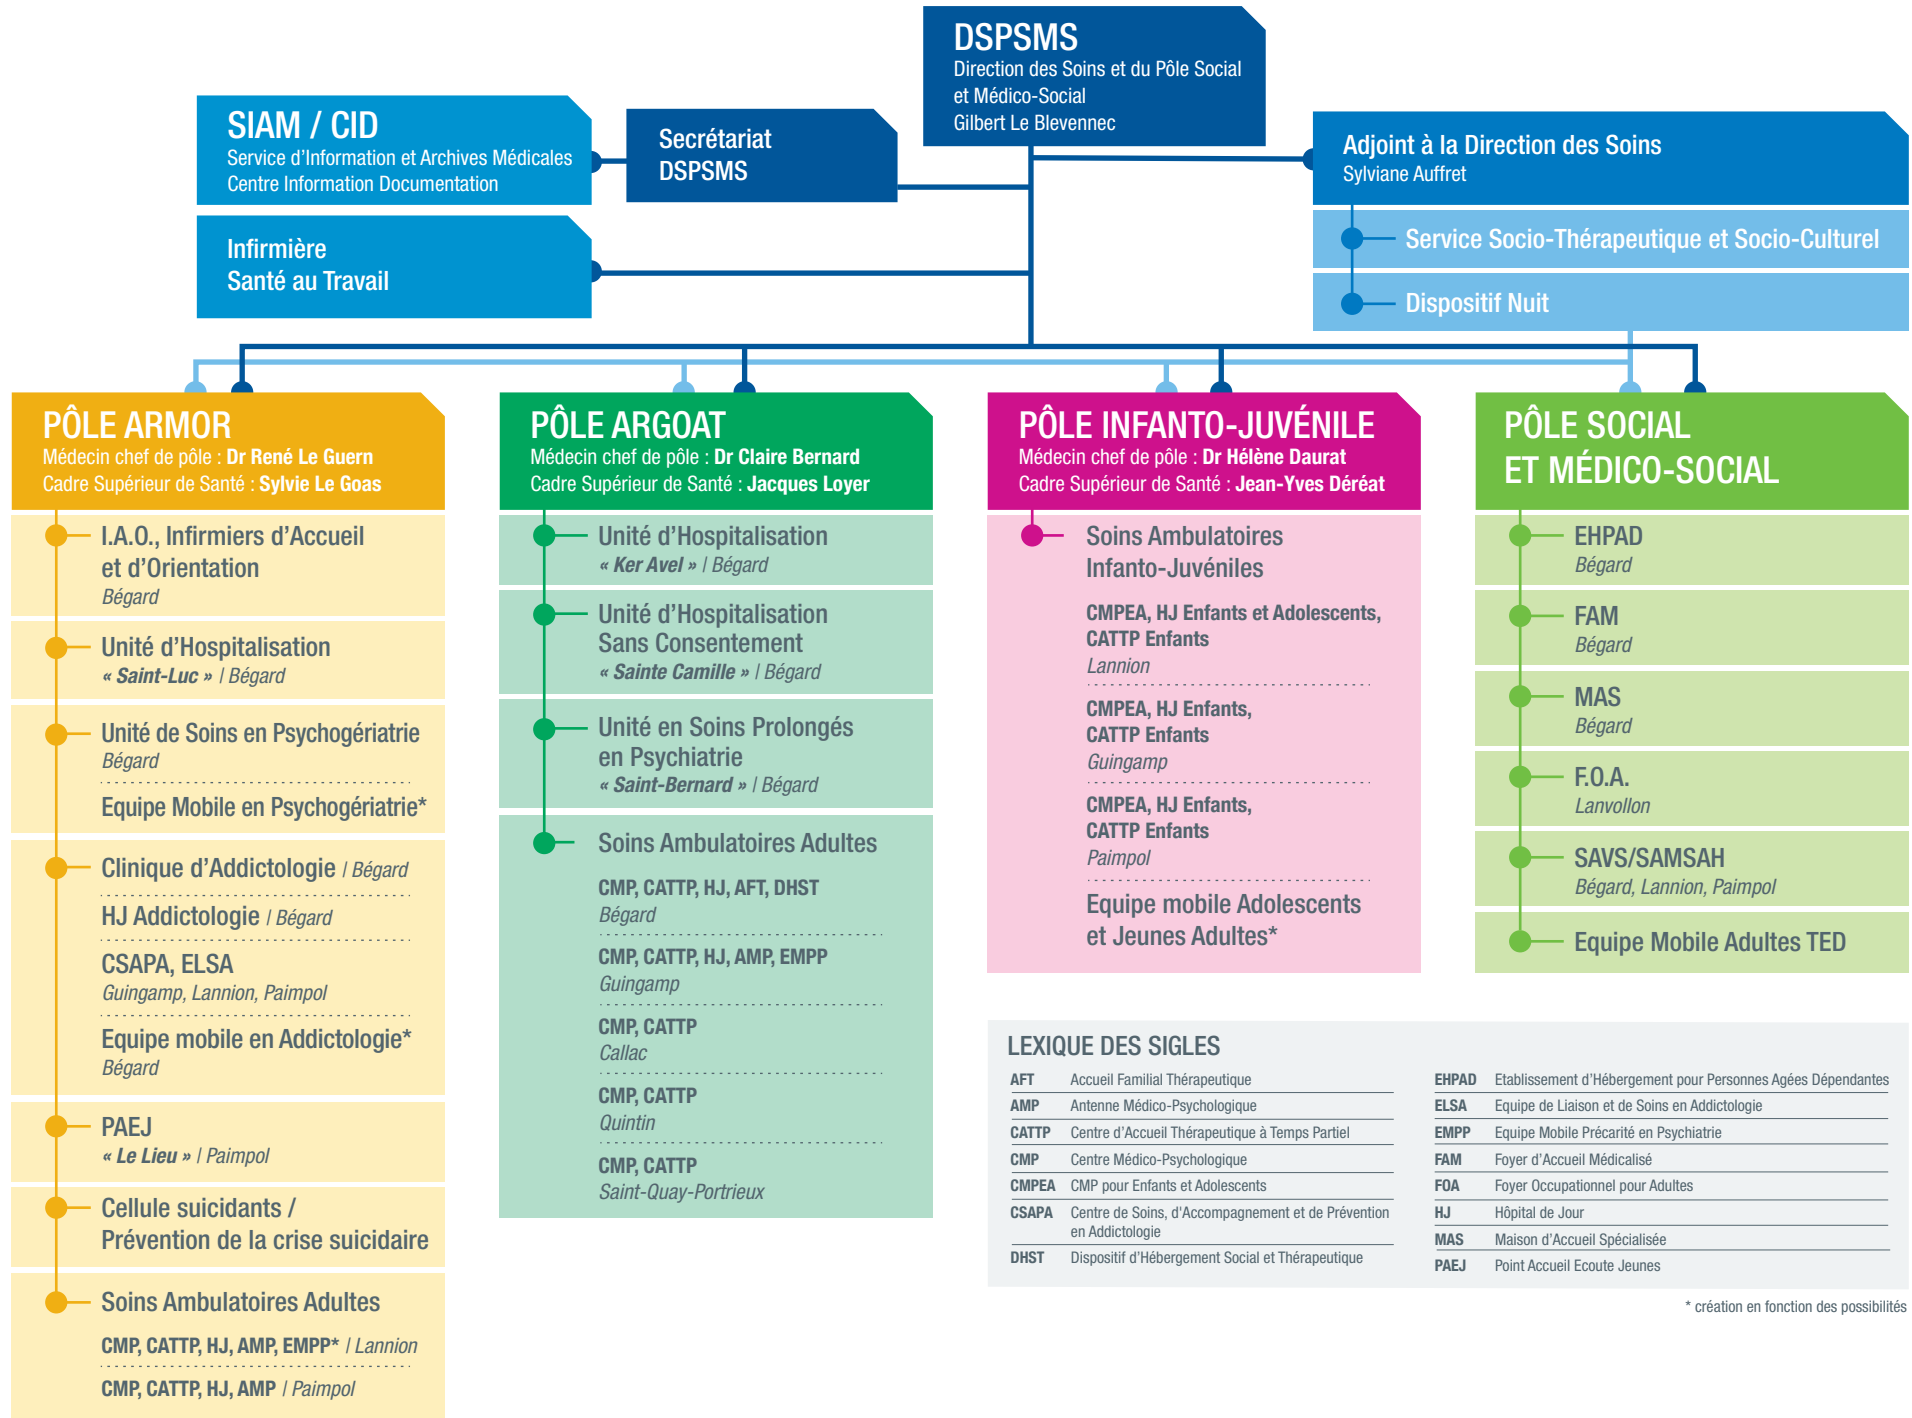 DSPSMS
Direction des Soins et du Pôle Social
et Médico-Social
Gilbert Le Blevennec
SIAM / CID
Service d’Information et Archives Médicales
Centre Information Documentation
Secrétariat
DSPSMS
Adjoint à la Direction des Soins
Sylviane Auffret
Infirmière
Santé au Travail
Service Socio-Thérapeutique et Socio-Culturel
Dispositif Nuit
PÔLE ARMOR
Médecin chef de pôle : Dr René Le Guern
Cadre Supérieur de Santé : Sylvie Le Goas
I.A.O., Infirmiers d’Accueil
et d’Orientation
Bégard
Unité d’Hospitalisation
« Saint-Luc » / Bégard
Unité de Soins en Psychogériatrie
Bégard
Equipe Mobile en Psychogériatrie*
Clinique d’Addictologie / Bégard
HJ Addictologie / Bégard
CSAPA, ELSA
Guingamp, Lannion, Paimpol
Equipe mobile en Addictologie*
Bégard
PAEJ
« Le Lieu » / Paimpol
Cellule suicidants /
Prévention de la crise suicidaire
Soins Ambulatoires Adultes
CMP, CATTP, HJ, AMP, EMPP* / Lannion
CMP, CATTP, HJ, AMP / Paimpol
PÔLE ARGOAT
Médecin chef de pôle : Dr Claire Bernard
Cadre Supérieur de Santé : Jacques Loyer
Unité d’Hospitalisation
« Ker Avel » / Bégard
Unité d’Hospitalisation
Sans Consentement
« Sainte Camille » / Bégard
Unité en Soins Prolongés
en Psychiatrie
« Saint-Bernard » / Bégard
Soins Ambulatoires Adultes
CMP, CATTP, HJ, AFT, DHST
Bégard
CMP, CATTP, HJ, AMP, EMPP
Guingamp
CMP, CATTP
Callac
CMP, CATTP
Quintin
CMP, CATTP
Saint-Quay-Portrieux
PÔLE INFANTO-JUVÉNILE
Médecin chef de pôle : Dr Hélène Daurat
Cadre Supérieur de Santé : Jean-Yves Déréat
Soins Ambulatoires
Infanto-Juvéniles
CMPEA, HJ Enfants et Adolescents,
CATTP Enfants
Lannion
CMPEA, HJ Enfants,
CATTP Enfants
Guingamp
CMPEA, HJ Enfants,
CATTP Enfants
Paimpol
Equipe mobile Adolescents
et Jeunes Adultes*
PÔLE SOCIAL
ET MÉDICO-SOCIAL
EHPAD
Bégard
FAM
Bégard
MAS
Bégard
F.O.A.
Lanvollon
SAVS/SAMSAH
Bégard, Lannion, Paimpol
Equipe Mobile Adultes TED
LEXIQUE DES SIGLES
AFT Accueil Familial Thérapeutique
AMP Antenne Médico-Psychologique
CATTP Centre d’Accueil Thérapeutique à Temps Partiel
CMP Centre Médico-Psychologique
CMPEA CMP pour Enfants et Adolescents
CSAPA Centre de Soins, d’Accompagnement et de Prévention
en Addictologie
DHST Dispositif d’Hébergement Social et Thérapeutique
EHPAD Etablissement d’Hébergement pour Personnes Agées Dépendantes
ELSA Equipe de Liaison et de Soins en Addictologie
EMPP Equipe Mobile Précarité en Psychiatrie
FAM Foyer d’Accueil Médicalisé
FOA Foyer Occupationnel pour Adultes
HJ Hôpital de Jour
MAS Maison d’Accueil Spécialisée
PAEJ Point Accueil Ecoute Jeunes
* création en fonction des possibilités